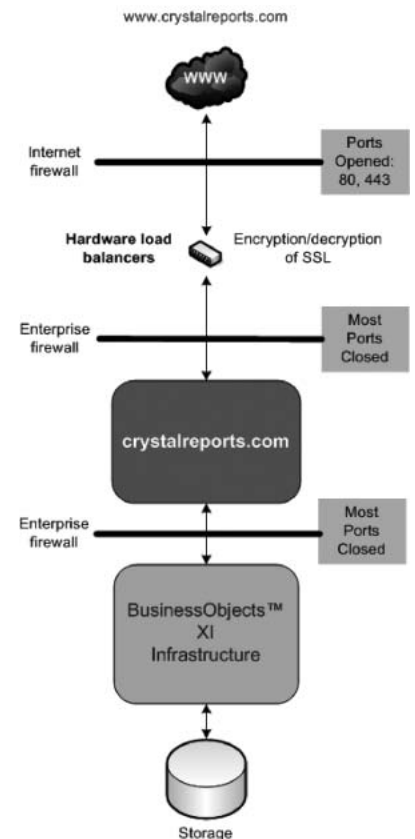 www.crystalreports.com
WWW
Internet
firewall
Ports
Opened:
80, 443
Hardware load
balancers
Encryption/decryption
of SSL
Enterprise
firewall
Most
Ports
Closed
crystalreports.com
Enterprise
firewall
Most
Ports
Closed
BusinessObjects™
XI
Infrastructure
Storage